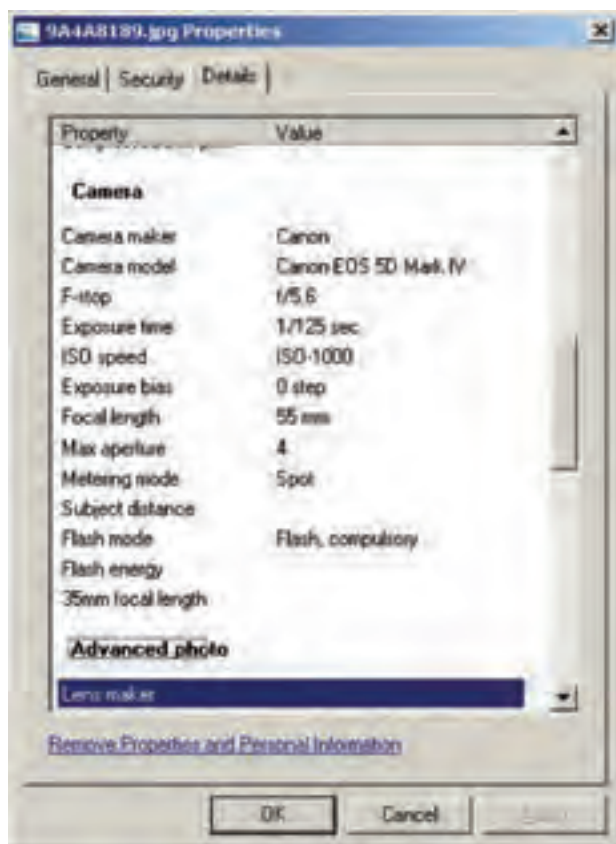 9A4A8189.jpg Properties
General Security Details
Property Value
Camera
Camera maker Canon
Camera model Canon EOS 5D Mark IV
F-stop f/5.6
Exposure time 1/125 sec.
ISO speed ISO-1000
Exposure bias 0 step
Focal length 55 mm
Max aperture 4
Metering mode Spot
Subject distance
Flash mode Flash, compulsory
Flash energy
35mm focal length
Advanced photo
Lens maker
Remove Properties and Personal Information
OK Cancel